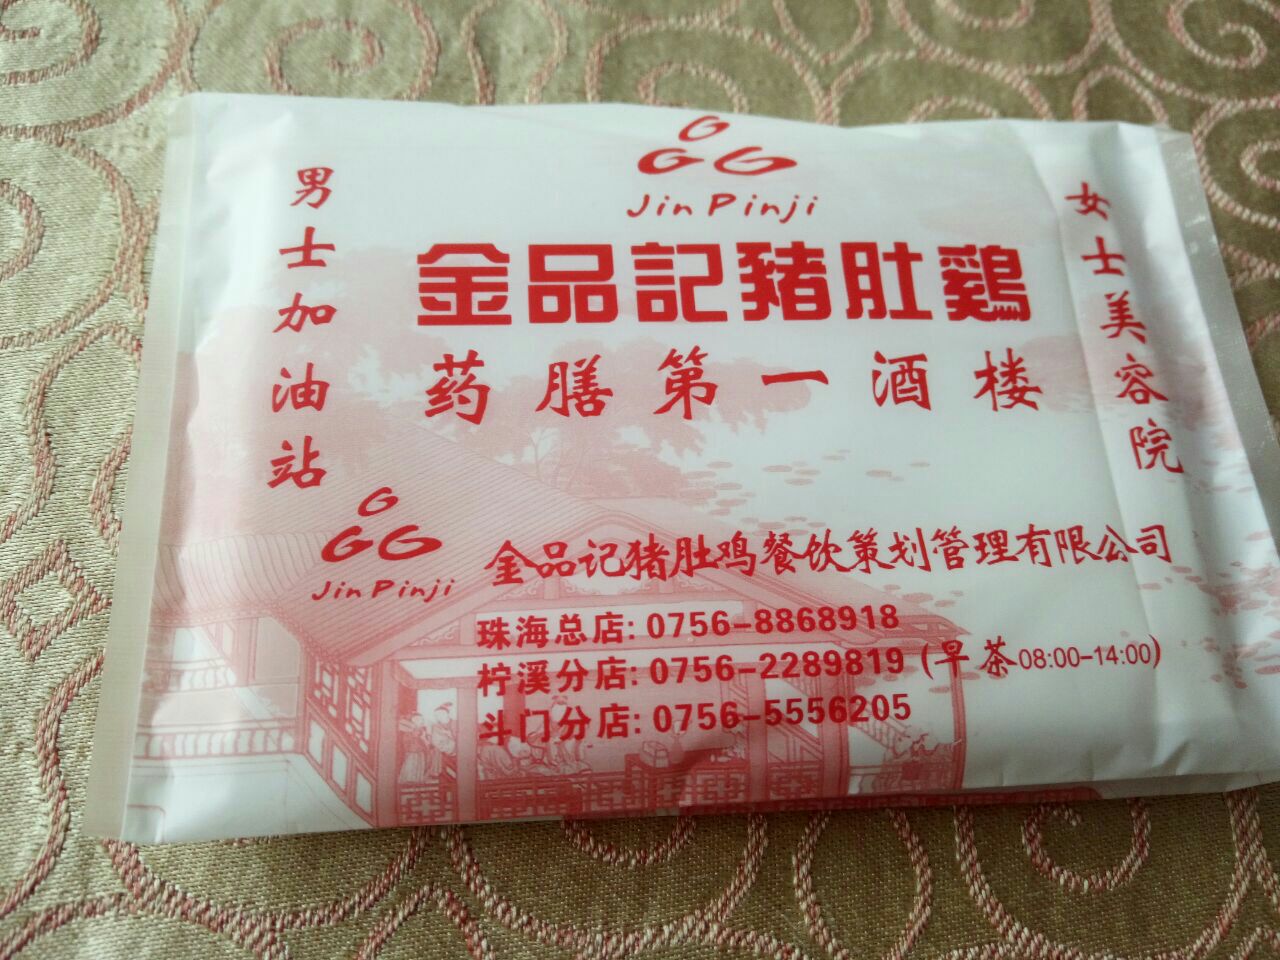 GGG
Jin Pinji
金品記豬肚鷄
药膳第一酒楼
男士加油站
女士美容院
GGG
Jin Pinji
金品记猪肚鸡餐饮策划管理有限公司
珠海总店: 0756-8868918
柠溪分店: 0756-2289819 (早茶08:00-14:00)
斗门分店: 0756-5556205